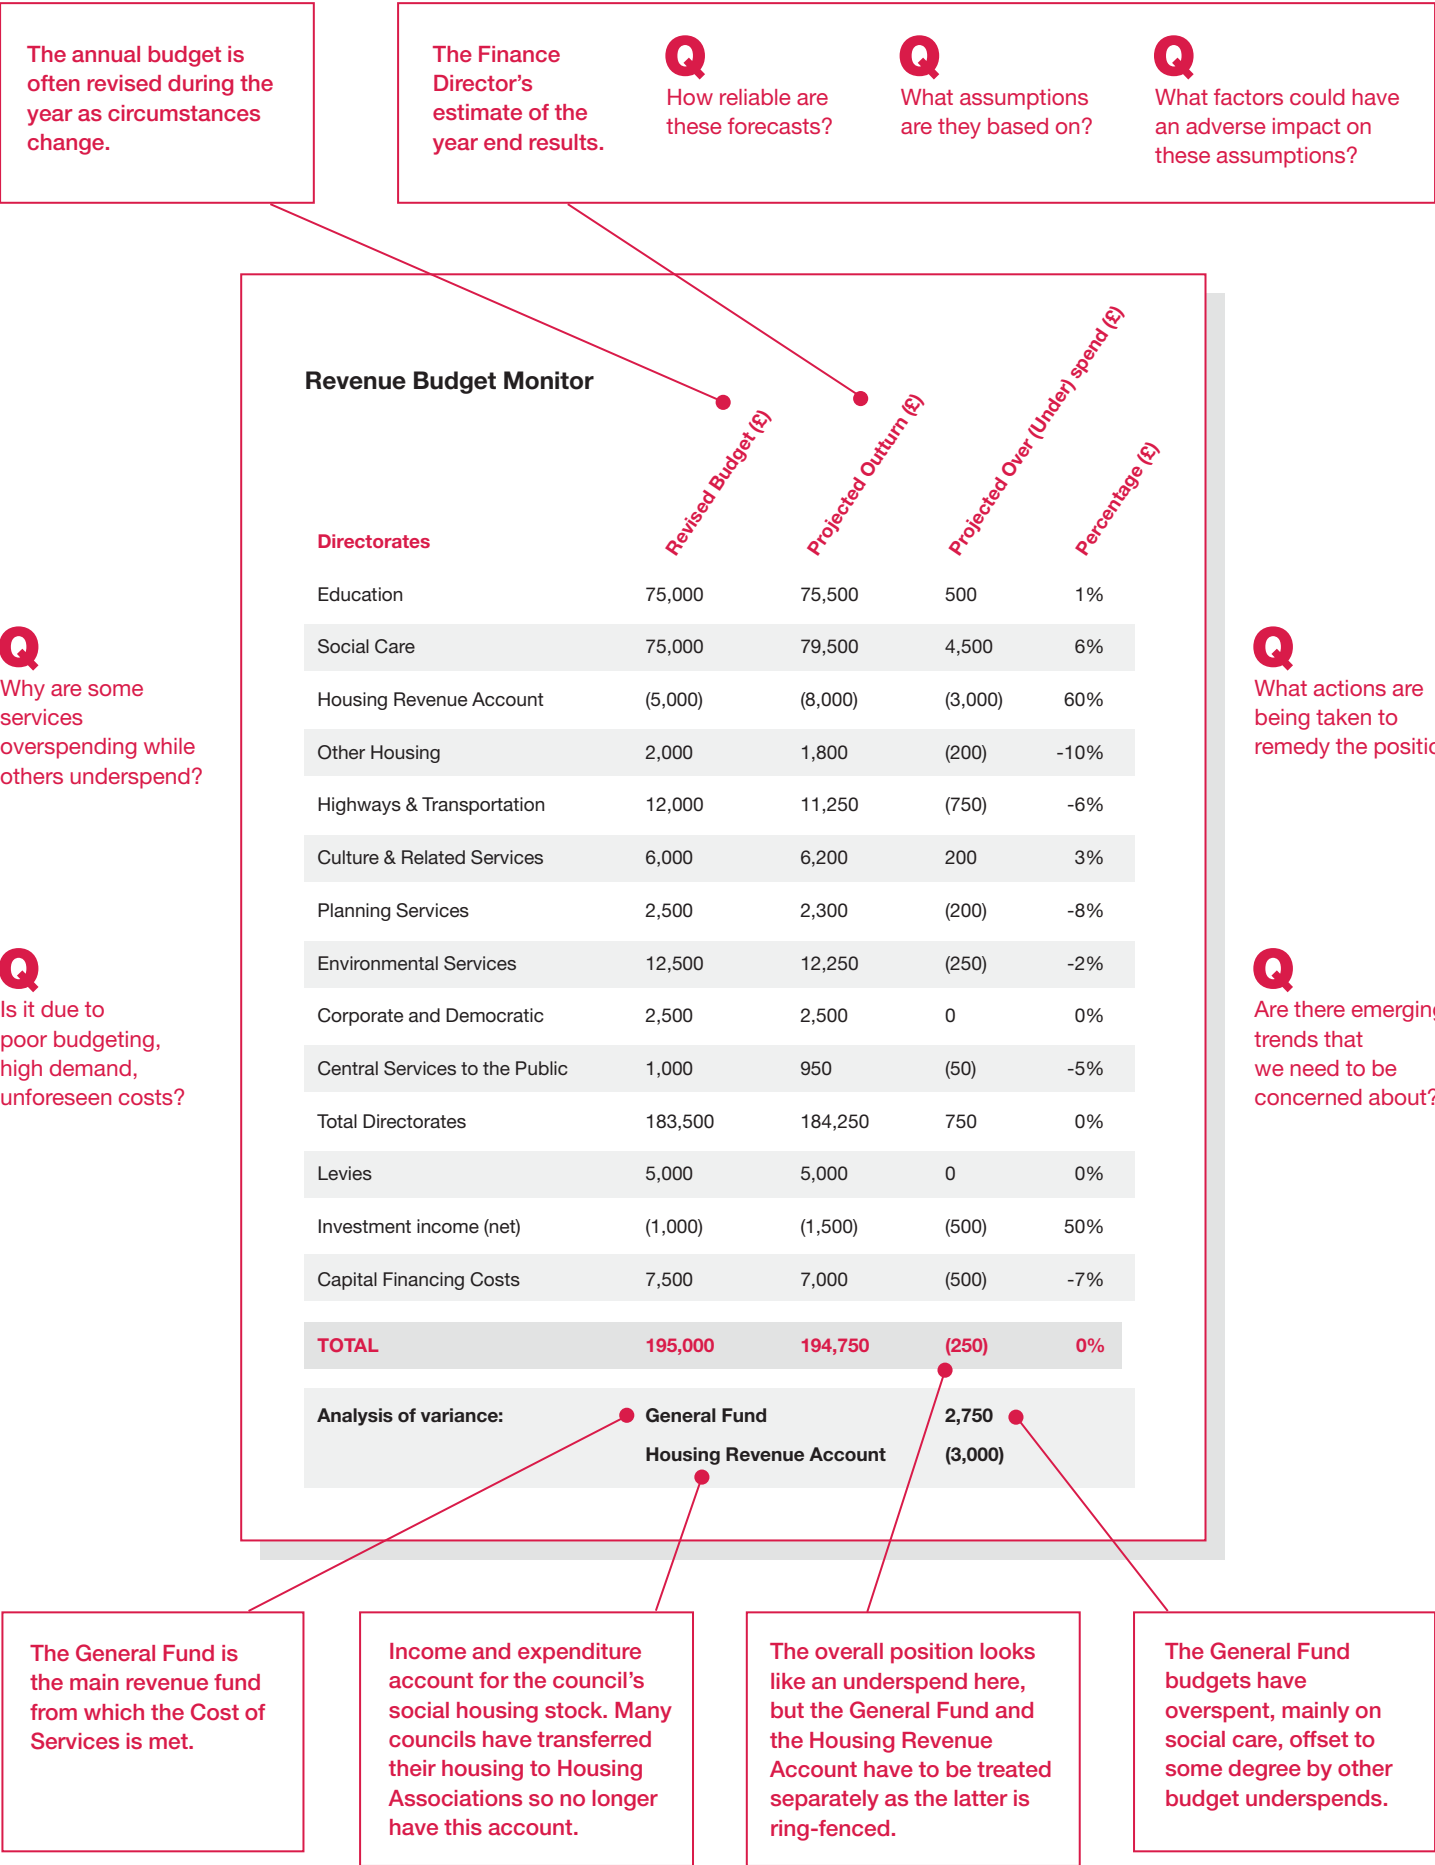 The annual budget is
often revised during the
year as circumstances
change.
The Finance
Director’s
estimate of the
year end results.
Q
How reliable are
these forecasts?
Q
What assumptions
are they based on?
Q
What factors could have
an adverse impact on
these assumptions?
Revenue Budget Monitor
Directorates Revised Budget (£) Projected Outturn (£) Projected Over (Under) spend (£) Percentage (£)
Education 75,000 75,500 500 1%
Social Care 75,000 79,500 4,500 6%
Housing Revenue Account (5,000) (8,000) (3,000) 60%
Other Housing 2,000 1,800 (200) -10%
Highways & Transportation 12,000 11,250 (750) -6%
Culture & Related Services 6,000 6,200 200 3%
Planning Services 2,500 2,300 (200) -8%
Environmental Services 12,500 12,250 (250) -2%
Corporate and Democratic 2,500 2,500 0 0%
Central Services to the Public 1,000 950 (50) -5%
Total Directorates 183,500 184,250 750 0%
Levies 5,000 5,000 0 0%
Investment income (net) (1,000) (1,500) (500) 50%
Capital Financing Costs 7,500 7,000 (500) -7%
TOTAL 195,000 194,750 (250) 0%
Analysis of variance: General Fund 2,750
Housing Revenue Account (3,000)
Q
Why are some
services
overspending while
others underspend?
Q
Is it due to
poor budgeting,
high demand,
unforeseen costs?
Q
What actions are
being taken to
remedy the
Q
Are there
trends that
we need to be
concerned about?
The General Fund is
the main revenue fund
from which the Cost of
Services is met.
Income and expenditure
account for the council’s
social housing stock. Many
councils have transferred
their housing to Housing
Associations so no longer
have this account.
The overall position looks
like an underspend here,
but the General Fund and
the Housing Revenue
Account have to be treated
separately as the latter is
ring-fenced.
The General Fund
budgets have
overspent, mainly on
social care, offset to
some degree by other
budget underspends.